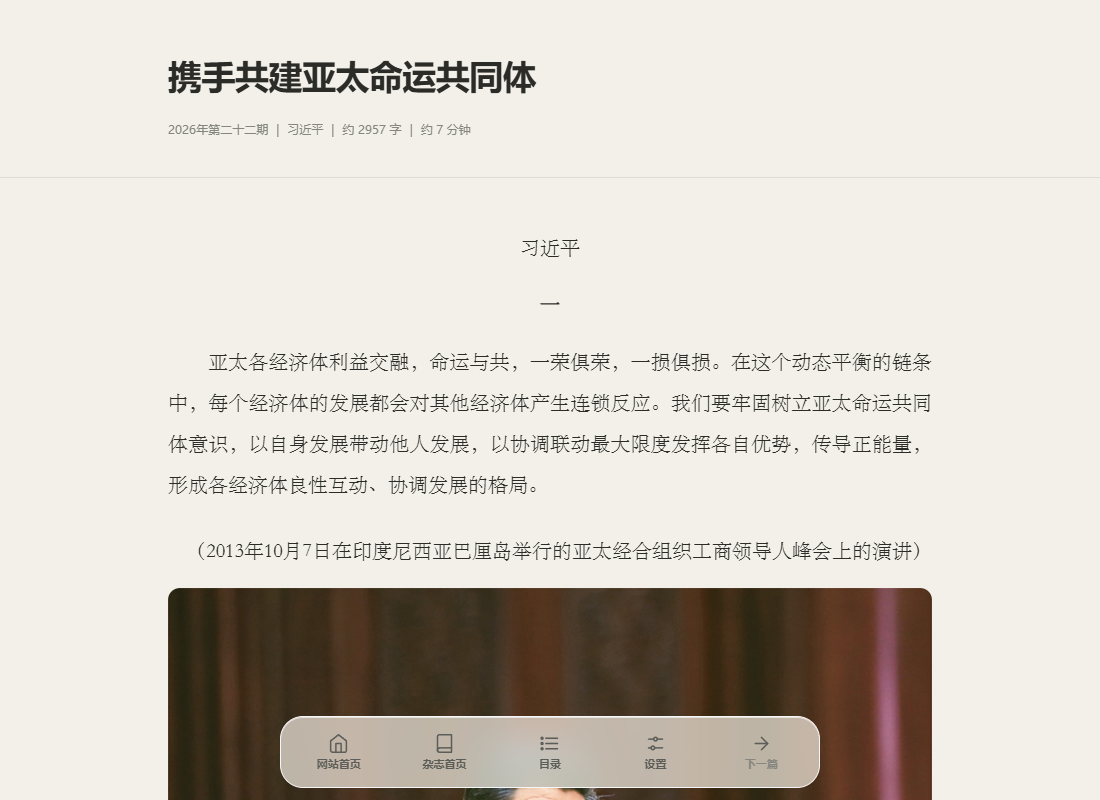 携手共建亚太命运共同体
2026年第二十二期 | 习近平 | 约 2957 字 | 约 7 分钟
习近平
一
亚太各经济体利益交融，命运与共，一荣俱荣，一损俱损。在这个动态平衡的链条
中，每个经济体的发展都会对其他经济体产生连锁反应。我们要牢固树立亚太命运共同
体意识，以自身发展带动他人发展，以协调联动最大限度发挥各自优势，传导正能量，
形成各经济体良性互动、协调发展的格局。
（2013年10月7日在印度尼西亚巴厘岛举行的亚太经合组织工商领导人峰会上的演讲）
网站首页 杂志首页 目录 设置 下一篇